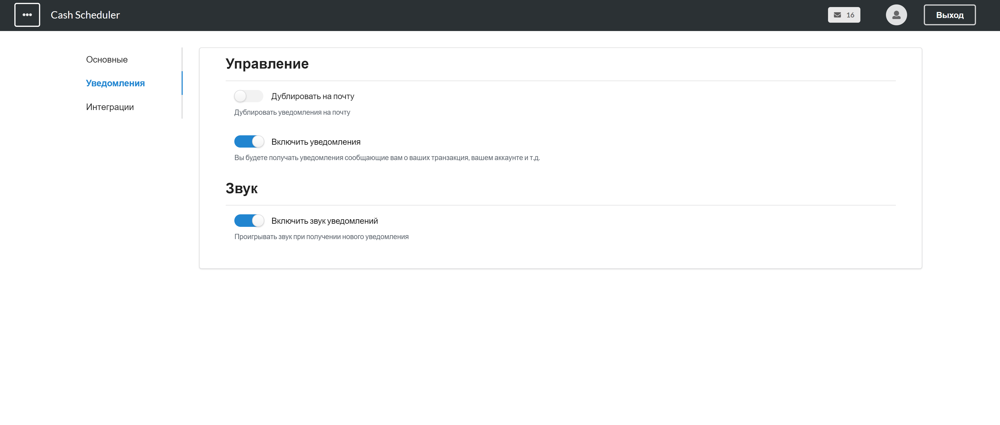 Cash Scheduler
16
Выход
Основные
Уведомления
Интеграции
Управление
Дублировать на почту
Дублировать уведомления на почту
Включить уведомления
Вы будете получать уведомления сообщающие вам о ваших транзакция, вашем аккаунте и т.д.
Звук
Включить звук уведомлений
Проигрывать звук при получении нового уведомления